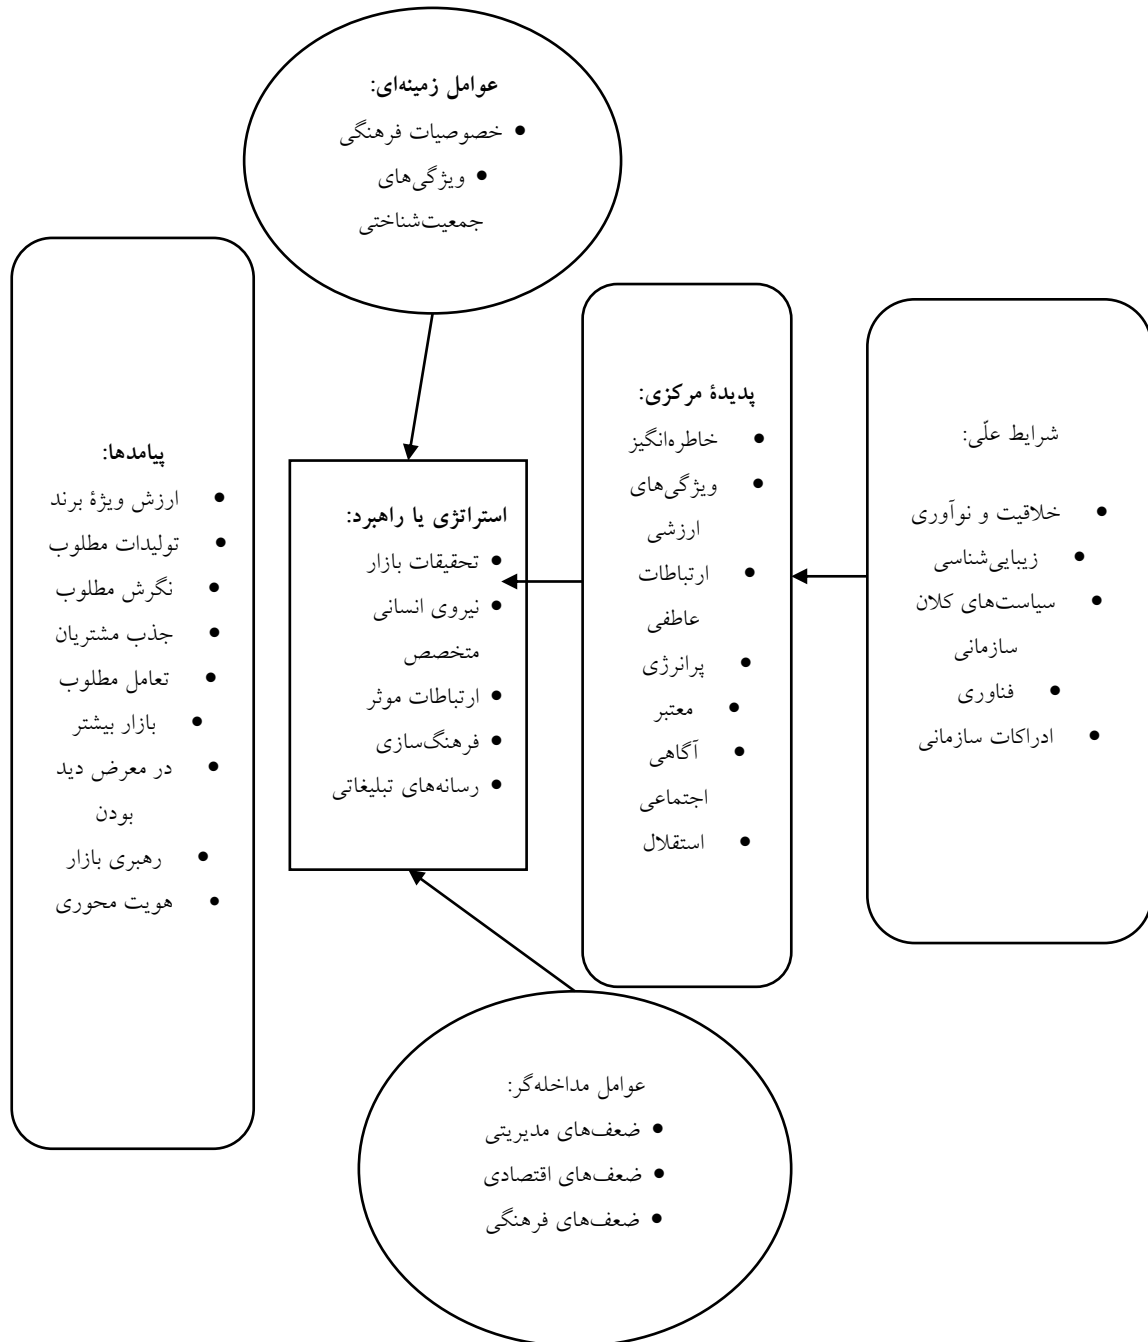 عوامل زمینه‌ای:
• خصوصیات فرهنگی
• ویژگی‌های
جمعیت‌شناختی
شرایط علّی:
• خلاقیت و نوآوری
• زیبایی‌شناسی
• سیاست‌های کلان
سازمانی
• فناوری
• ادراکات سازمانی
پدیدهٔ مرکزی:
• خاطره‌انگیز
• ویژگی‌های
ارزشی
• ارتباطات
عاطفی
• پرانرژی
• معتبر
• آگاهی
اجتماعی
• استقلال
استراتژی یا راهبرد:
• تحقیقات بازار
• نیروی انسانی
متخصص
• ارتباطات موثر
• فرهنگ‌سازی
• رسانه‌های تبلیغاتی
پیامدها:
• ارزش ویژهٔ برند
• تولیدات مطلوب
• نگرش مطلوب
• جذب مشتریان
• تعامل مطلوب
• بازار بیشتر
• در معرض دید
بودن
• رهبری بازار
• هویت محوری
عوامل مداخله‌گر:
• ضعف‌های مدیریتی
• ضعف‌های اقتصادی
• ضعف‌های فرهنگی